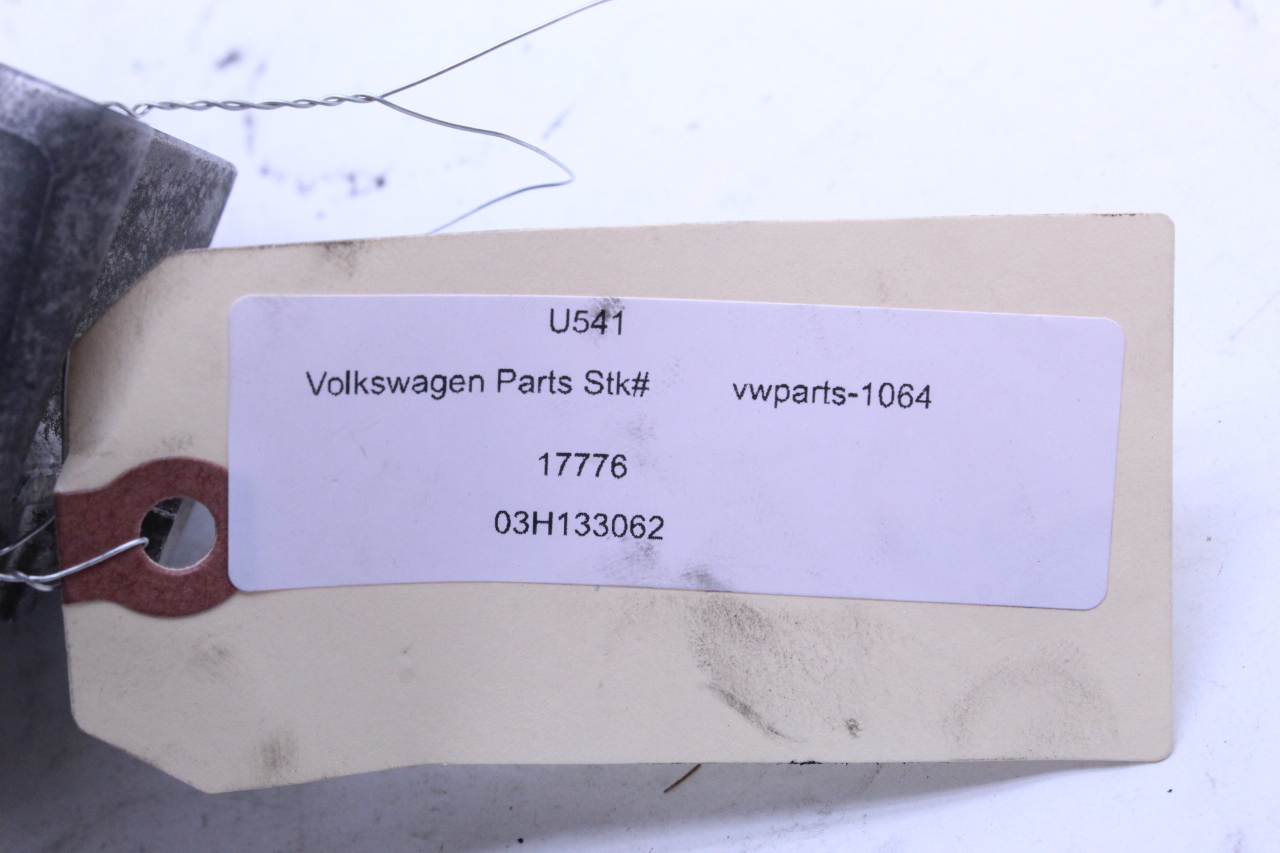 U541
Volkswagen Parts Stk# vwparts-1064
17776
03H133062